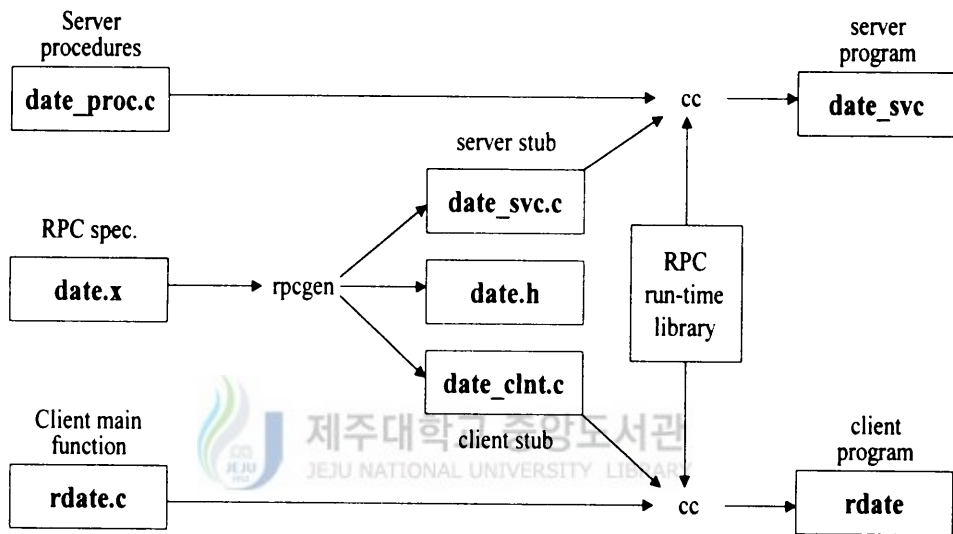 Server
procedures
date_proc.c
cc
server
program
date_svc
server stub
date_svc.c
RPC spec.
date.x
rpcgen
date.h
RPC
run-time
library
date_clnt.c
client stub
Client main
function
rdate.c
cc
client
program
rdate
제주대학교 중앙도서관
JEJU NATIONAL UNIVERSITY LIBRARY
JEJU
1952